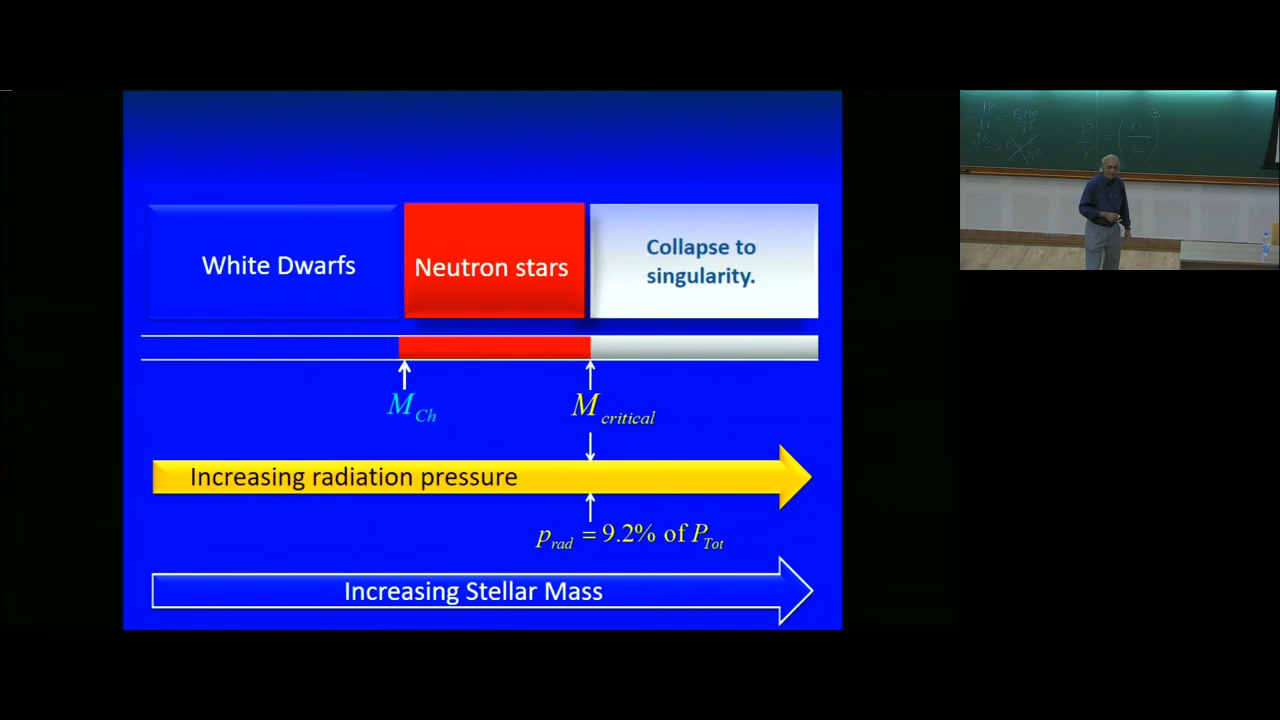 White Dwarfs
Neutron stars
Collapse to
singularity.
M_Ch
M_critical
Increasing radiation pressure
p_rad = 9.2% of P_Tot
Increasing Stellar Mass